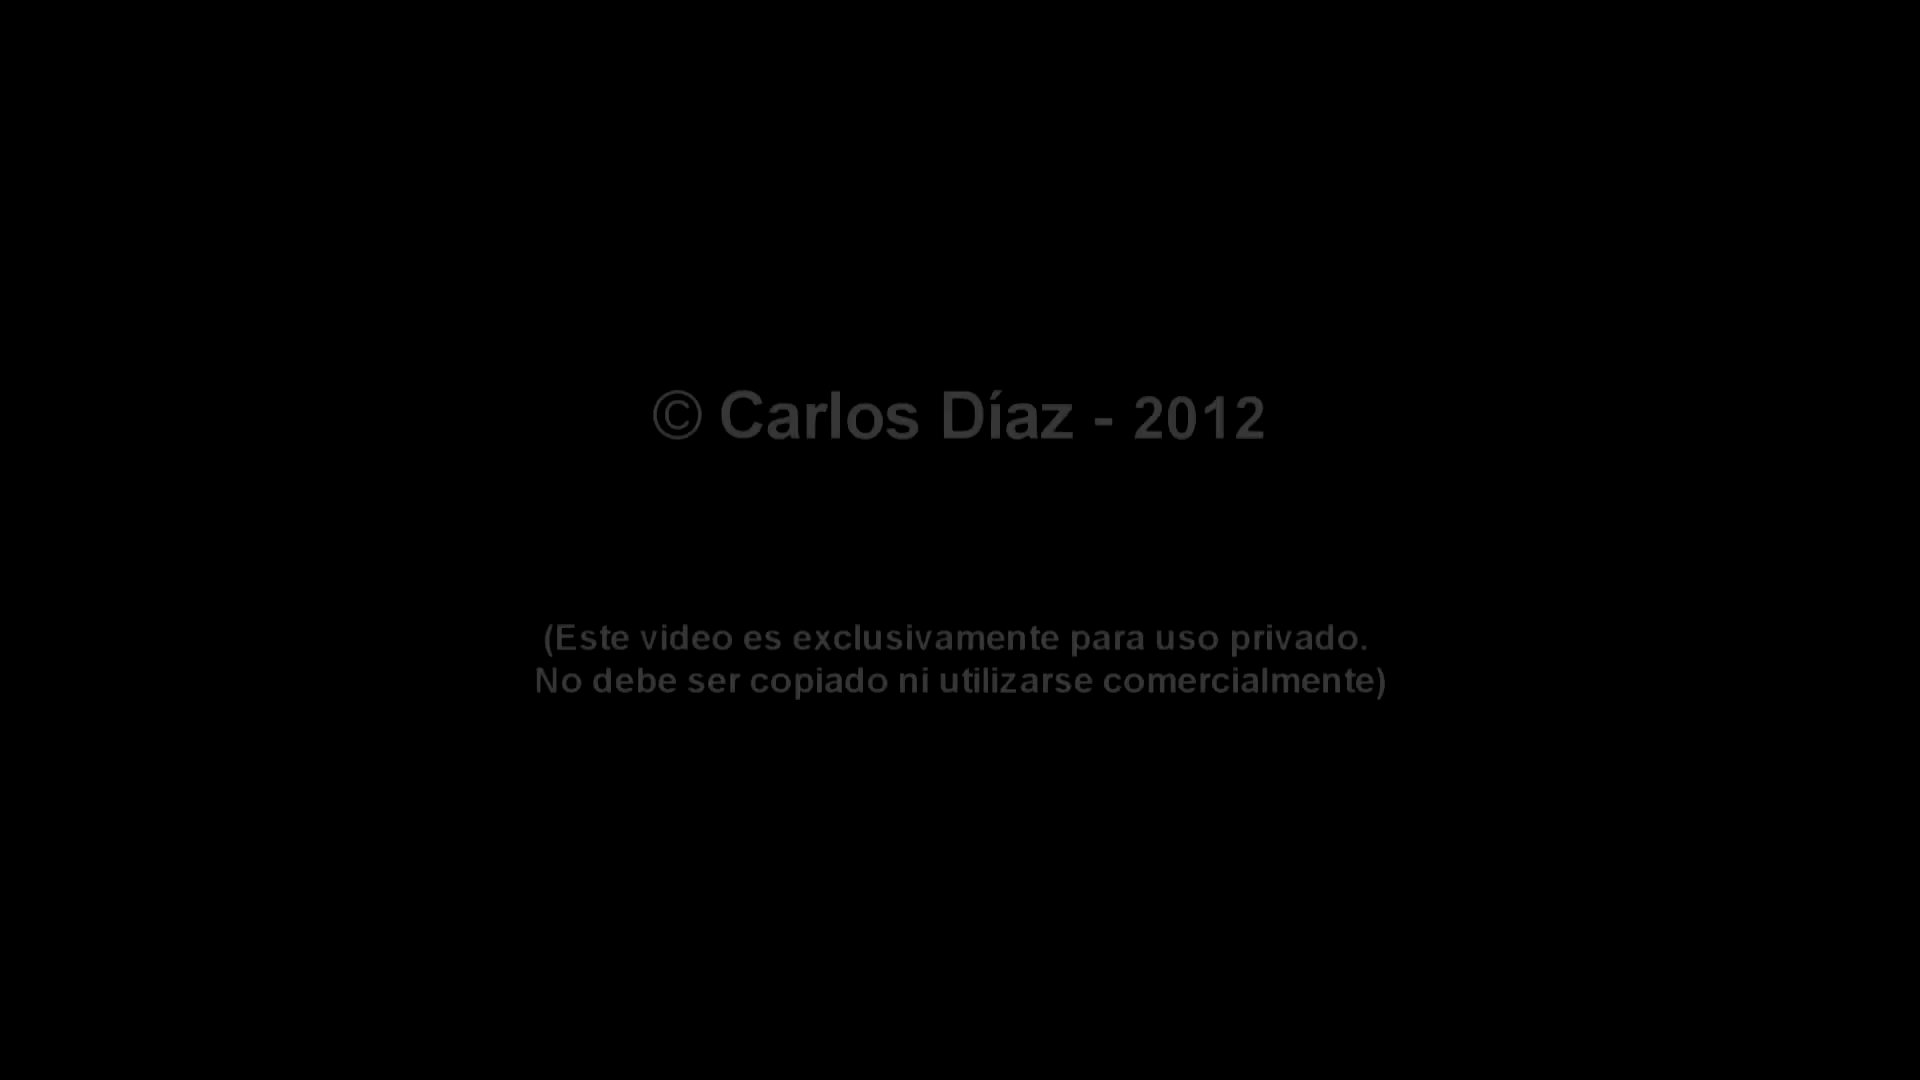 © Carlos Díaz - 2012
(Este video es exclusivamente para uso privado.
No debe ser copiado ni utilizarse comercialmente)